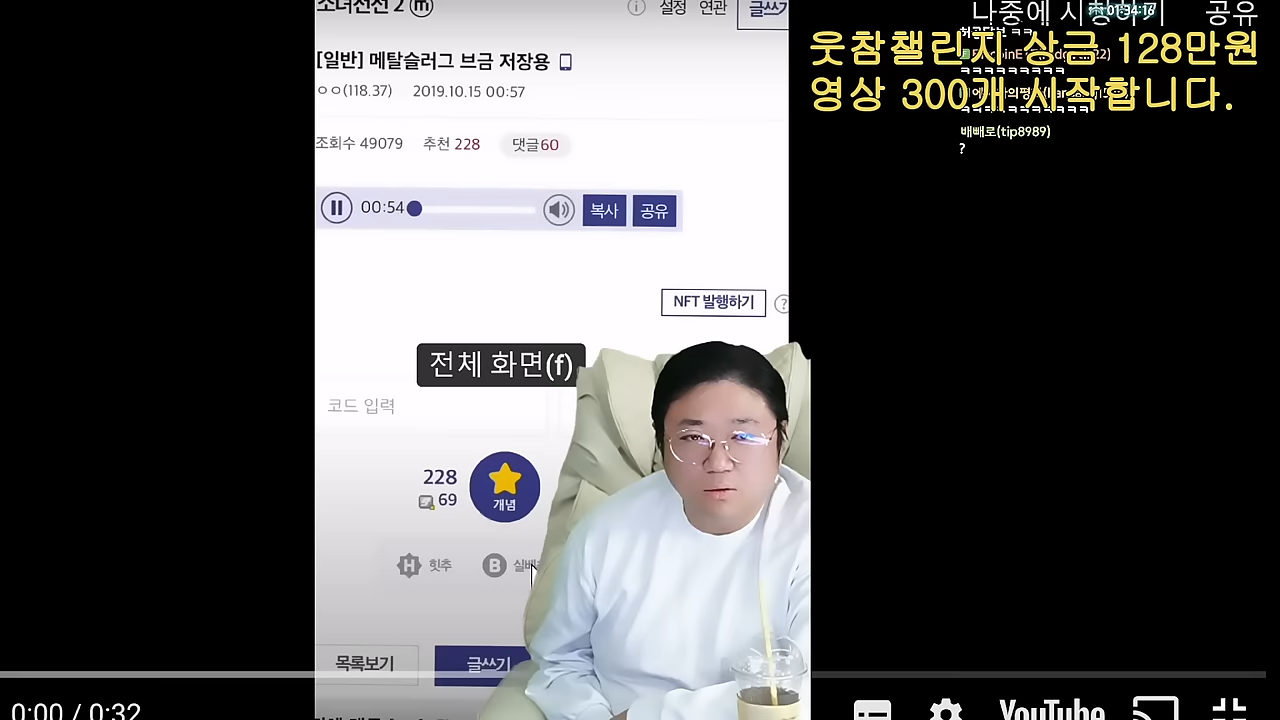 소녀전선 2 ⓜ
설정 연관 글쓰기
나중에 시청하기 공유
[일반] 메탈슬러그 브금 저장용
ㅇㅇ(118.37) 2019.10.15 00:57
웃참챌린지 상금 128만원
영상 300개 시작합니다.
배빼로(tip8989)
?
조회수 49079 추천 228 댓글60
00:54
복사
공유
NFT 발행하기 ?
전체 화면(f)
코드 입력
228
69
개념
H 힛추
B 실베
목록보기
글쓰기
0:00 / 0:32
YouTube